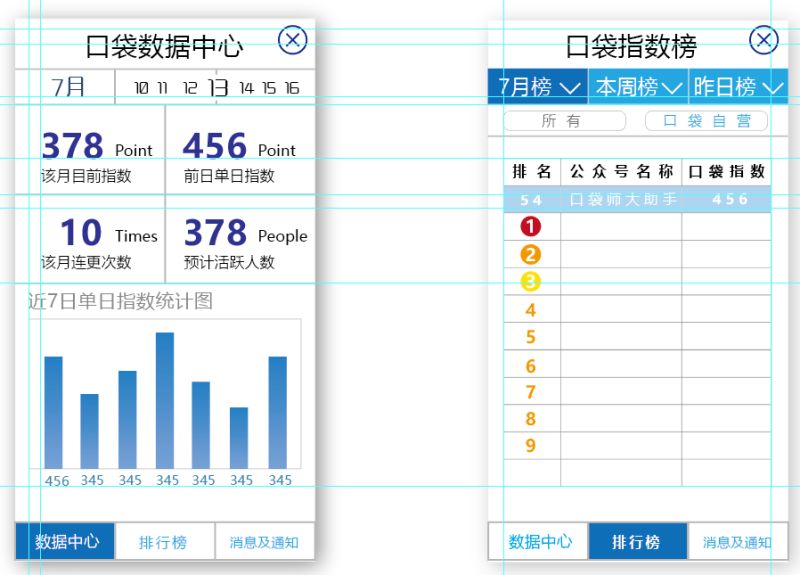 口袋数据中心
7月 10 11 12 13 14 15 16
378 Point 456 Point
该月目前指数 前日单日指数
10 Times 378 People
该月连更次数 预计活跃人数
近7日单日指数统计图
456 345 345 345 345 345 345
数据中心 排行榜 消息及通知
口袋指数榜
7月榜 本周榜 昨日榜
所有 口袋自营
排名 公众号名称 口袋指数
54 口袋师大助手 456
1
2
3
4
5
6
7
8
9
数据中心 排行榜 消息及通知